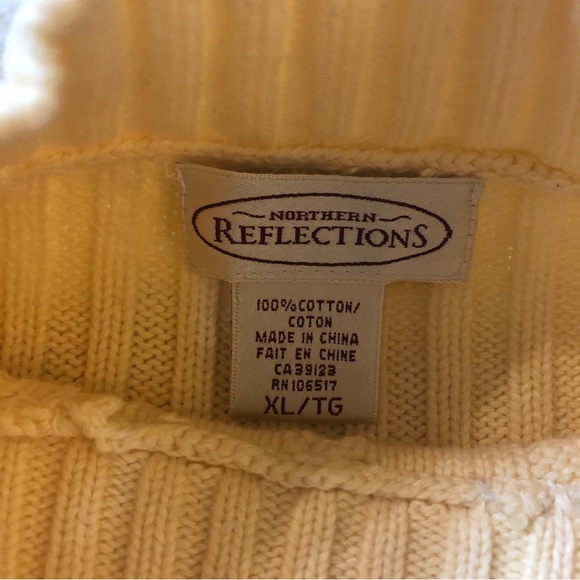 NORTHERN
REFLECTIONS
100%COTTON/
COTON
MADE IN CHINA
FAIT EN CHINE
CA39123
RN106517
XL/TG